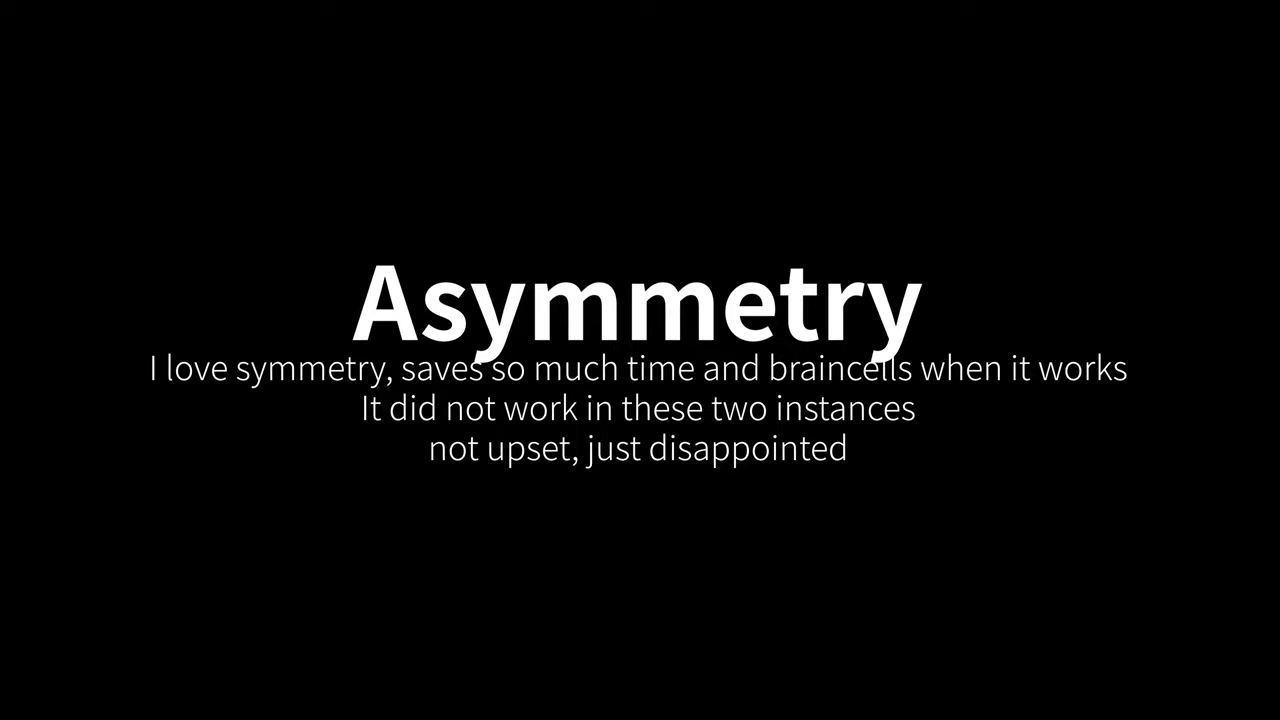 Asymmetry
I love symmetry, saves so much time and braincells when it works
It did not work in these two instances
not upset, just disappointed